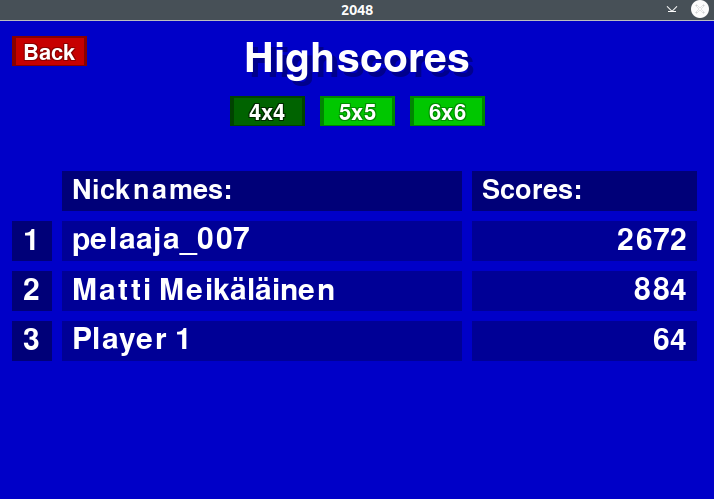 2048
Back
Highscores
4x4 5x5 6x6
Nicknames: Scores:
1 pelaaja_007 2672
2 Matti Meikäläinen 884
3 Player 1 64